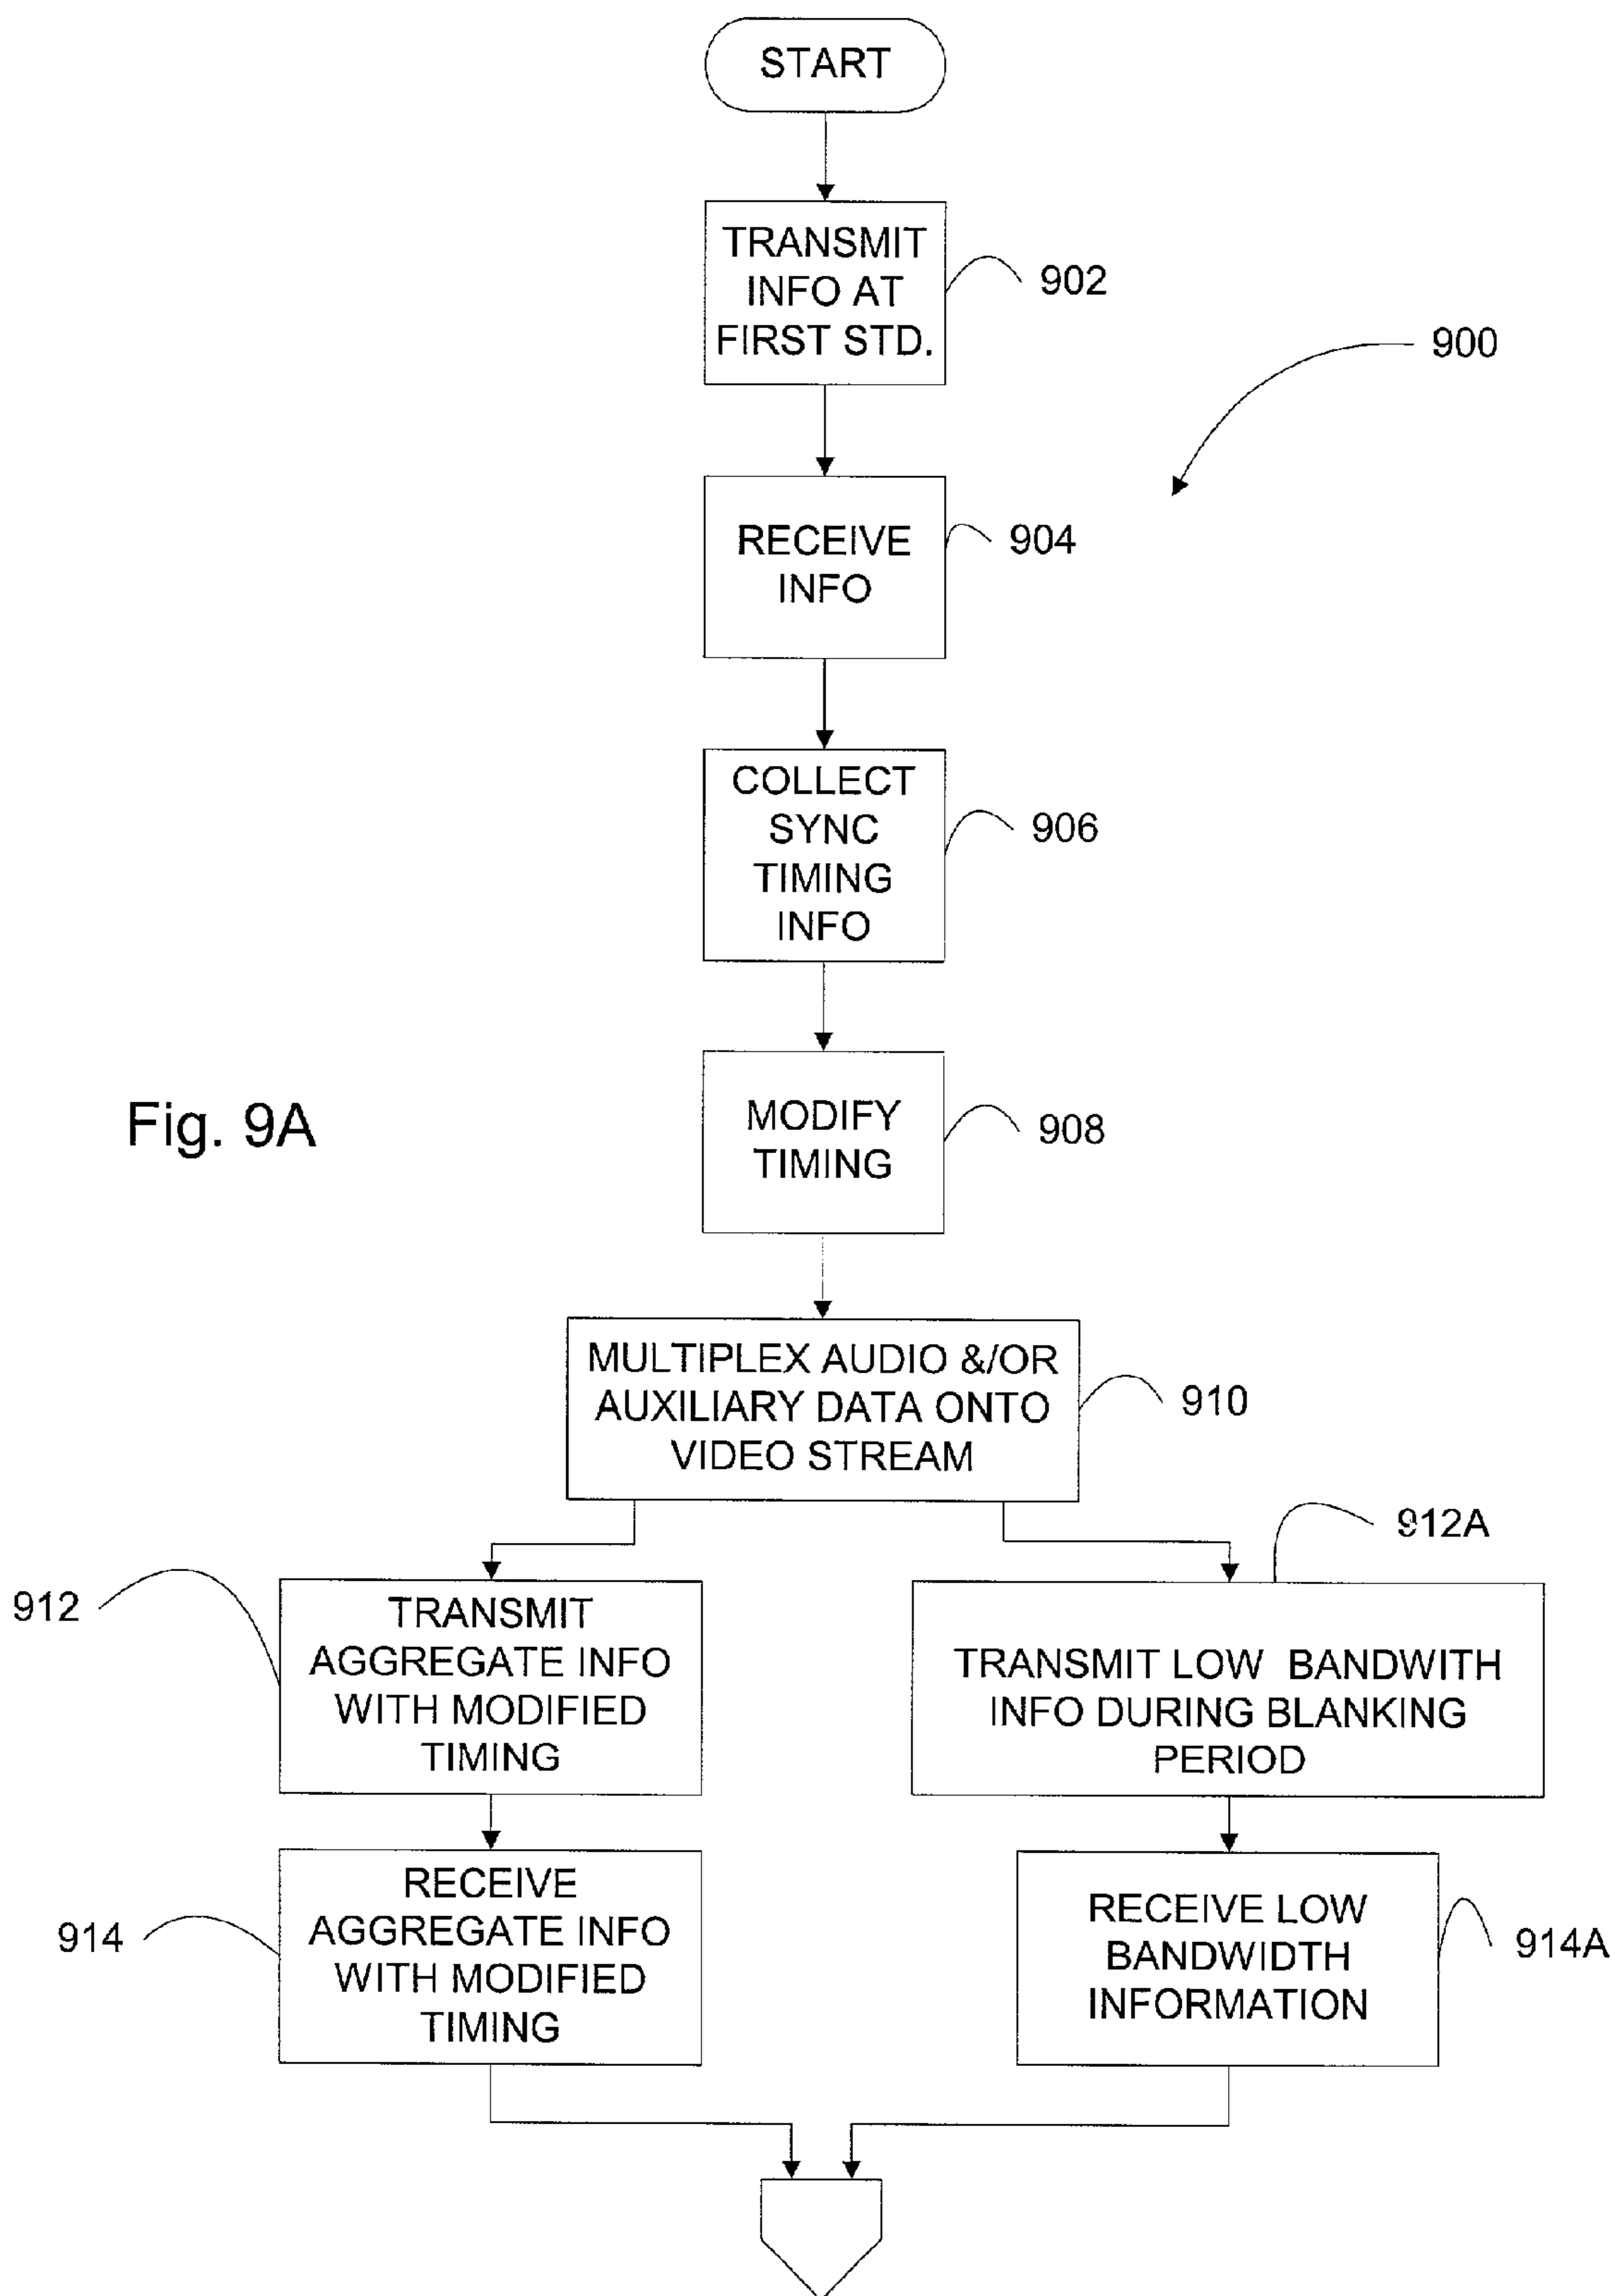 START
TRANSMIT
INFO AT
FIRST STD.
902
900
RECEIVE
INFO
904
COLLECT
SYNC
TIMING
INFO
906
Fig. 9A
MODIFY
TIMING
908
MULTIPLEX AUDIO &/OR
AUXILIARY DATA ONTO
VIDEO STREAM
910
912
TRANSMIT
AGGREGATE INFO
WITH MODIFIED
TIMING
912A
TRANSMIT LOW BANDWITH
INFO DURING BLANKING
PERIOD
914
RECEIVE
AGGREGATE INFO
WITH MODIFIED
TIMING
RECEIVE LOW
BANDWIDTH
INFORMATION
914A